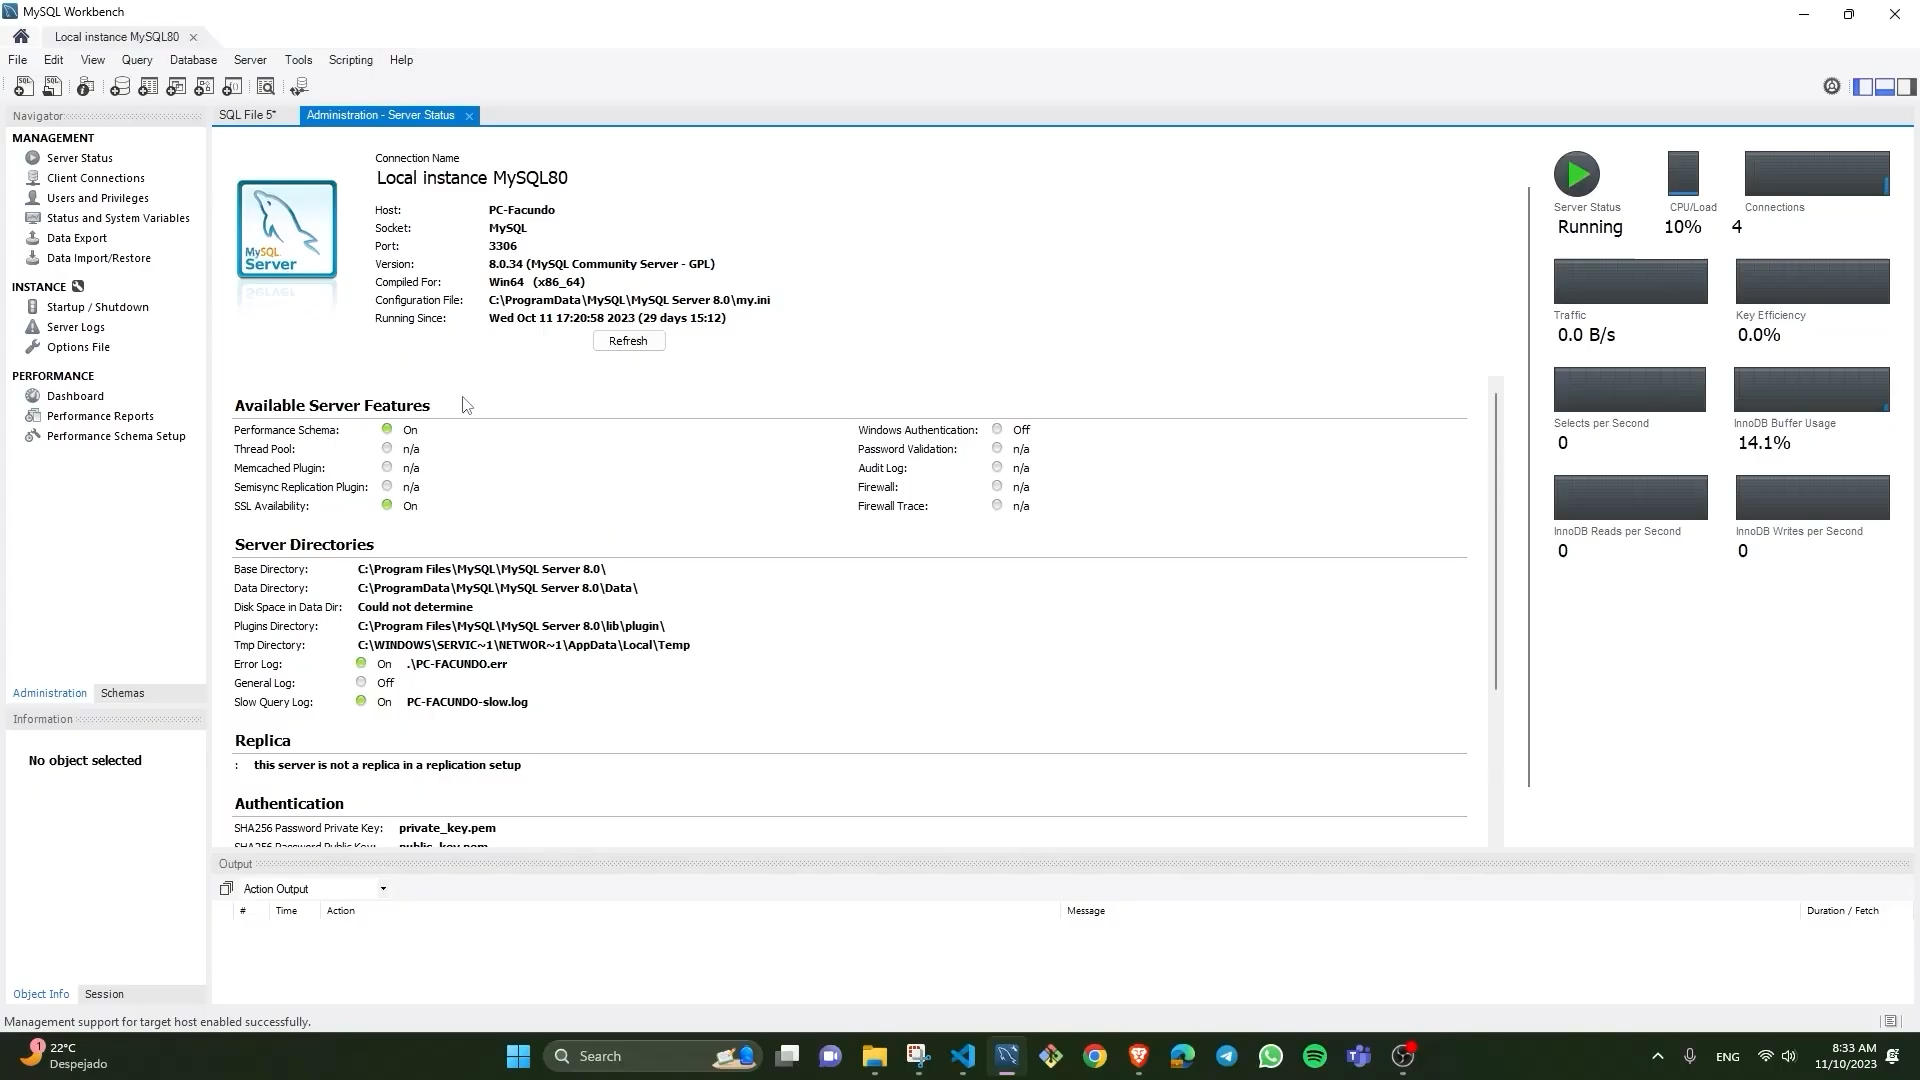 MySQL Workbench
Local instance MySQL80
File Edit View Query Database Server Tools Scripting Help
Navigator
MANAGEMENT
Server Status
Client Connections
Users and Privileges
Status and System Variables
Data Export
Data Import/Restore
INSTANCE
Startup / Shutdown
Server Logs
Options File
PERFORMANCE
Dashboard
Performance Reports
Performance Schema Setup
Administration Schemas
Information
No object selected
Object Info Session
SQL File 5* Administration - Server Status
MySQL
Server
Connection Name
Local instance MySQL80
Host: PC-Facundo
Socket: MySQL
Port: 3306
Version: 8.0.34 (MySQL Community Server - GPL)
Compiled For: Win64 (x86_64)
Configuration File: C:\ProgramData\MySQL\MySQL Server 8.0\my.ini
Running Since: Wed Oct 11 17:20:58 2023 (29 days 15:12)
Refresh
Available Server Features
Performance Schema: On Windows Authentication: Off
Thread Pool: n/a Password Validation: n/a
Memcached Plugin: n/a Audit Log: n/a
Semisync Replication Plugin: n/a Firewall: n/a
SSL Availability: On Firewall Trace: n/a
Server Directories
Base Directory: C:\Program Files\MySQL\MySQL Server 8.0\
Data Directory: C:\ProgramData\MySQL\MySQL Server 8.0\Data\
Disk Space in Data Dir: Could not determine
Plugins Directory: C:\Program Files\MySQL\MySQL Server 8.0\lib\plugin\
Tmp Directory: C:\WINDOWS\SERVIC~1\NETWOR~1\AppData\Local\Temp
Error Log: On .\PC-FACUNDO.err
General Log: Off
Slow Query Log: On PC-FACUNDO-slow.log
Replica
: this server is not a replica in a replication setup
Authentication
SHA256 Password Private Key: private_key.pem
SHA256 Password Public Key: public_key.pem
Server Status CPU/Load Connections
Running 10% 4
Traffic Key Efficiency
0.0 B/s 0.0%
Selects per Second InnoDB Buffer Usage
0 14.1%
InnoDB Reads per Second InnoDB Writes per Second
0 0
Output
Action Output
# Time Action Message Duration / Fetch
Management support for target host enabled successfully.
1 22°C
Despejado
Search
ENG
8:33 AM
11/10/2023